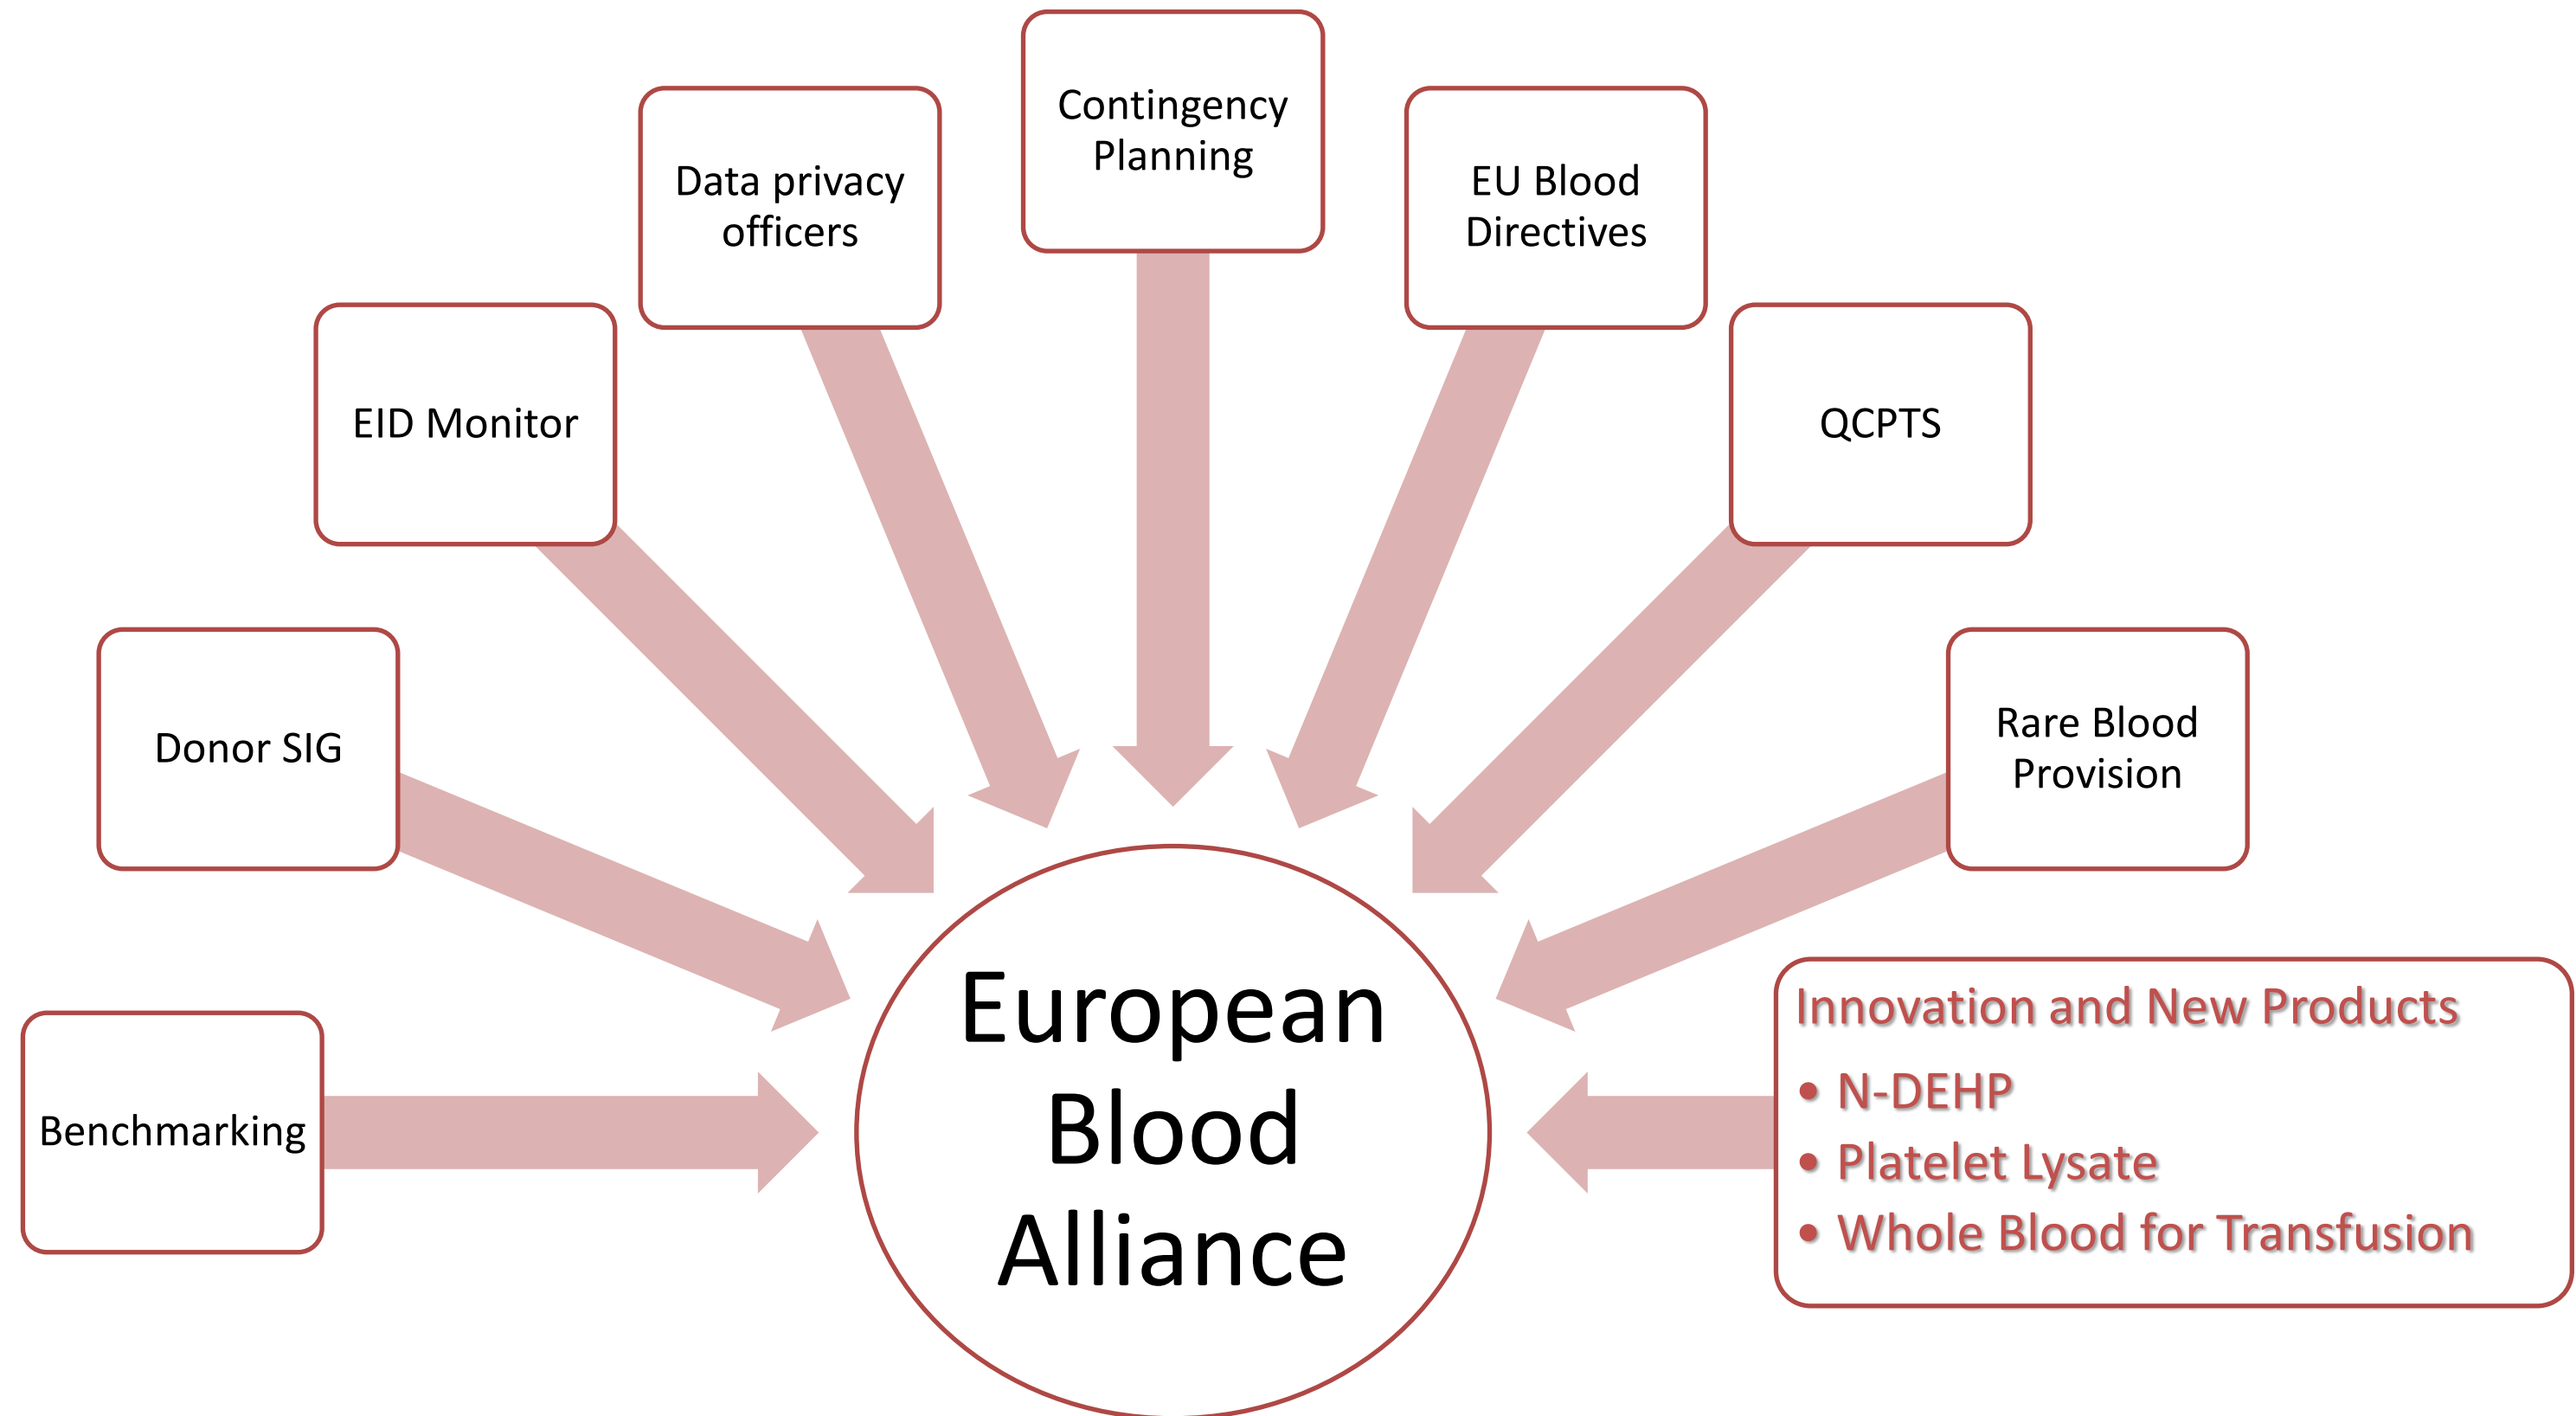 Contingency
Planning
Data privacy
officers
EU Blood
Directives
EID Monitor
QCPTS
Donor SIG
Rare Blood
Provision
Benchmarking
European
Blood
Alliance
Innovation and New Products
• N-DEHP
• Platelet Lysate
• Whole Blood for Transfusion